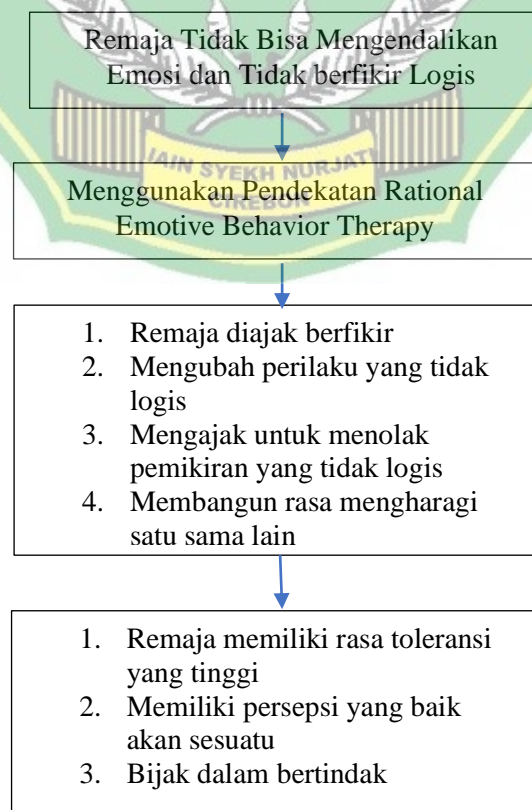 Remaja Tidak Bisa Mengendalikan
Emosi dan Tidak berfikir Logis
IAIN SYEKH NURJATI
CIREBON
Menggunakan Pendekatan Rational
Emotive Behavior Therapy
1. Remaja diajak berfikir
2. Mengubah perilaku yang tidak
logis
3. Mengajak untuk menolak
pemikiran yang tidak logis
4. Membangun rasa mengharagi
satu sama lain
1. Remaja memiliki rasa toleransi
yang tinggi
2. Memiliki persepsi yang baik
akan sesuatu
3. Bijak dalam bertindak